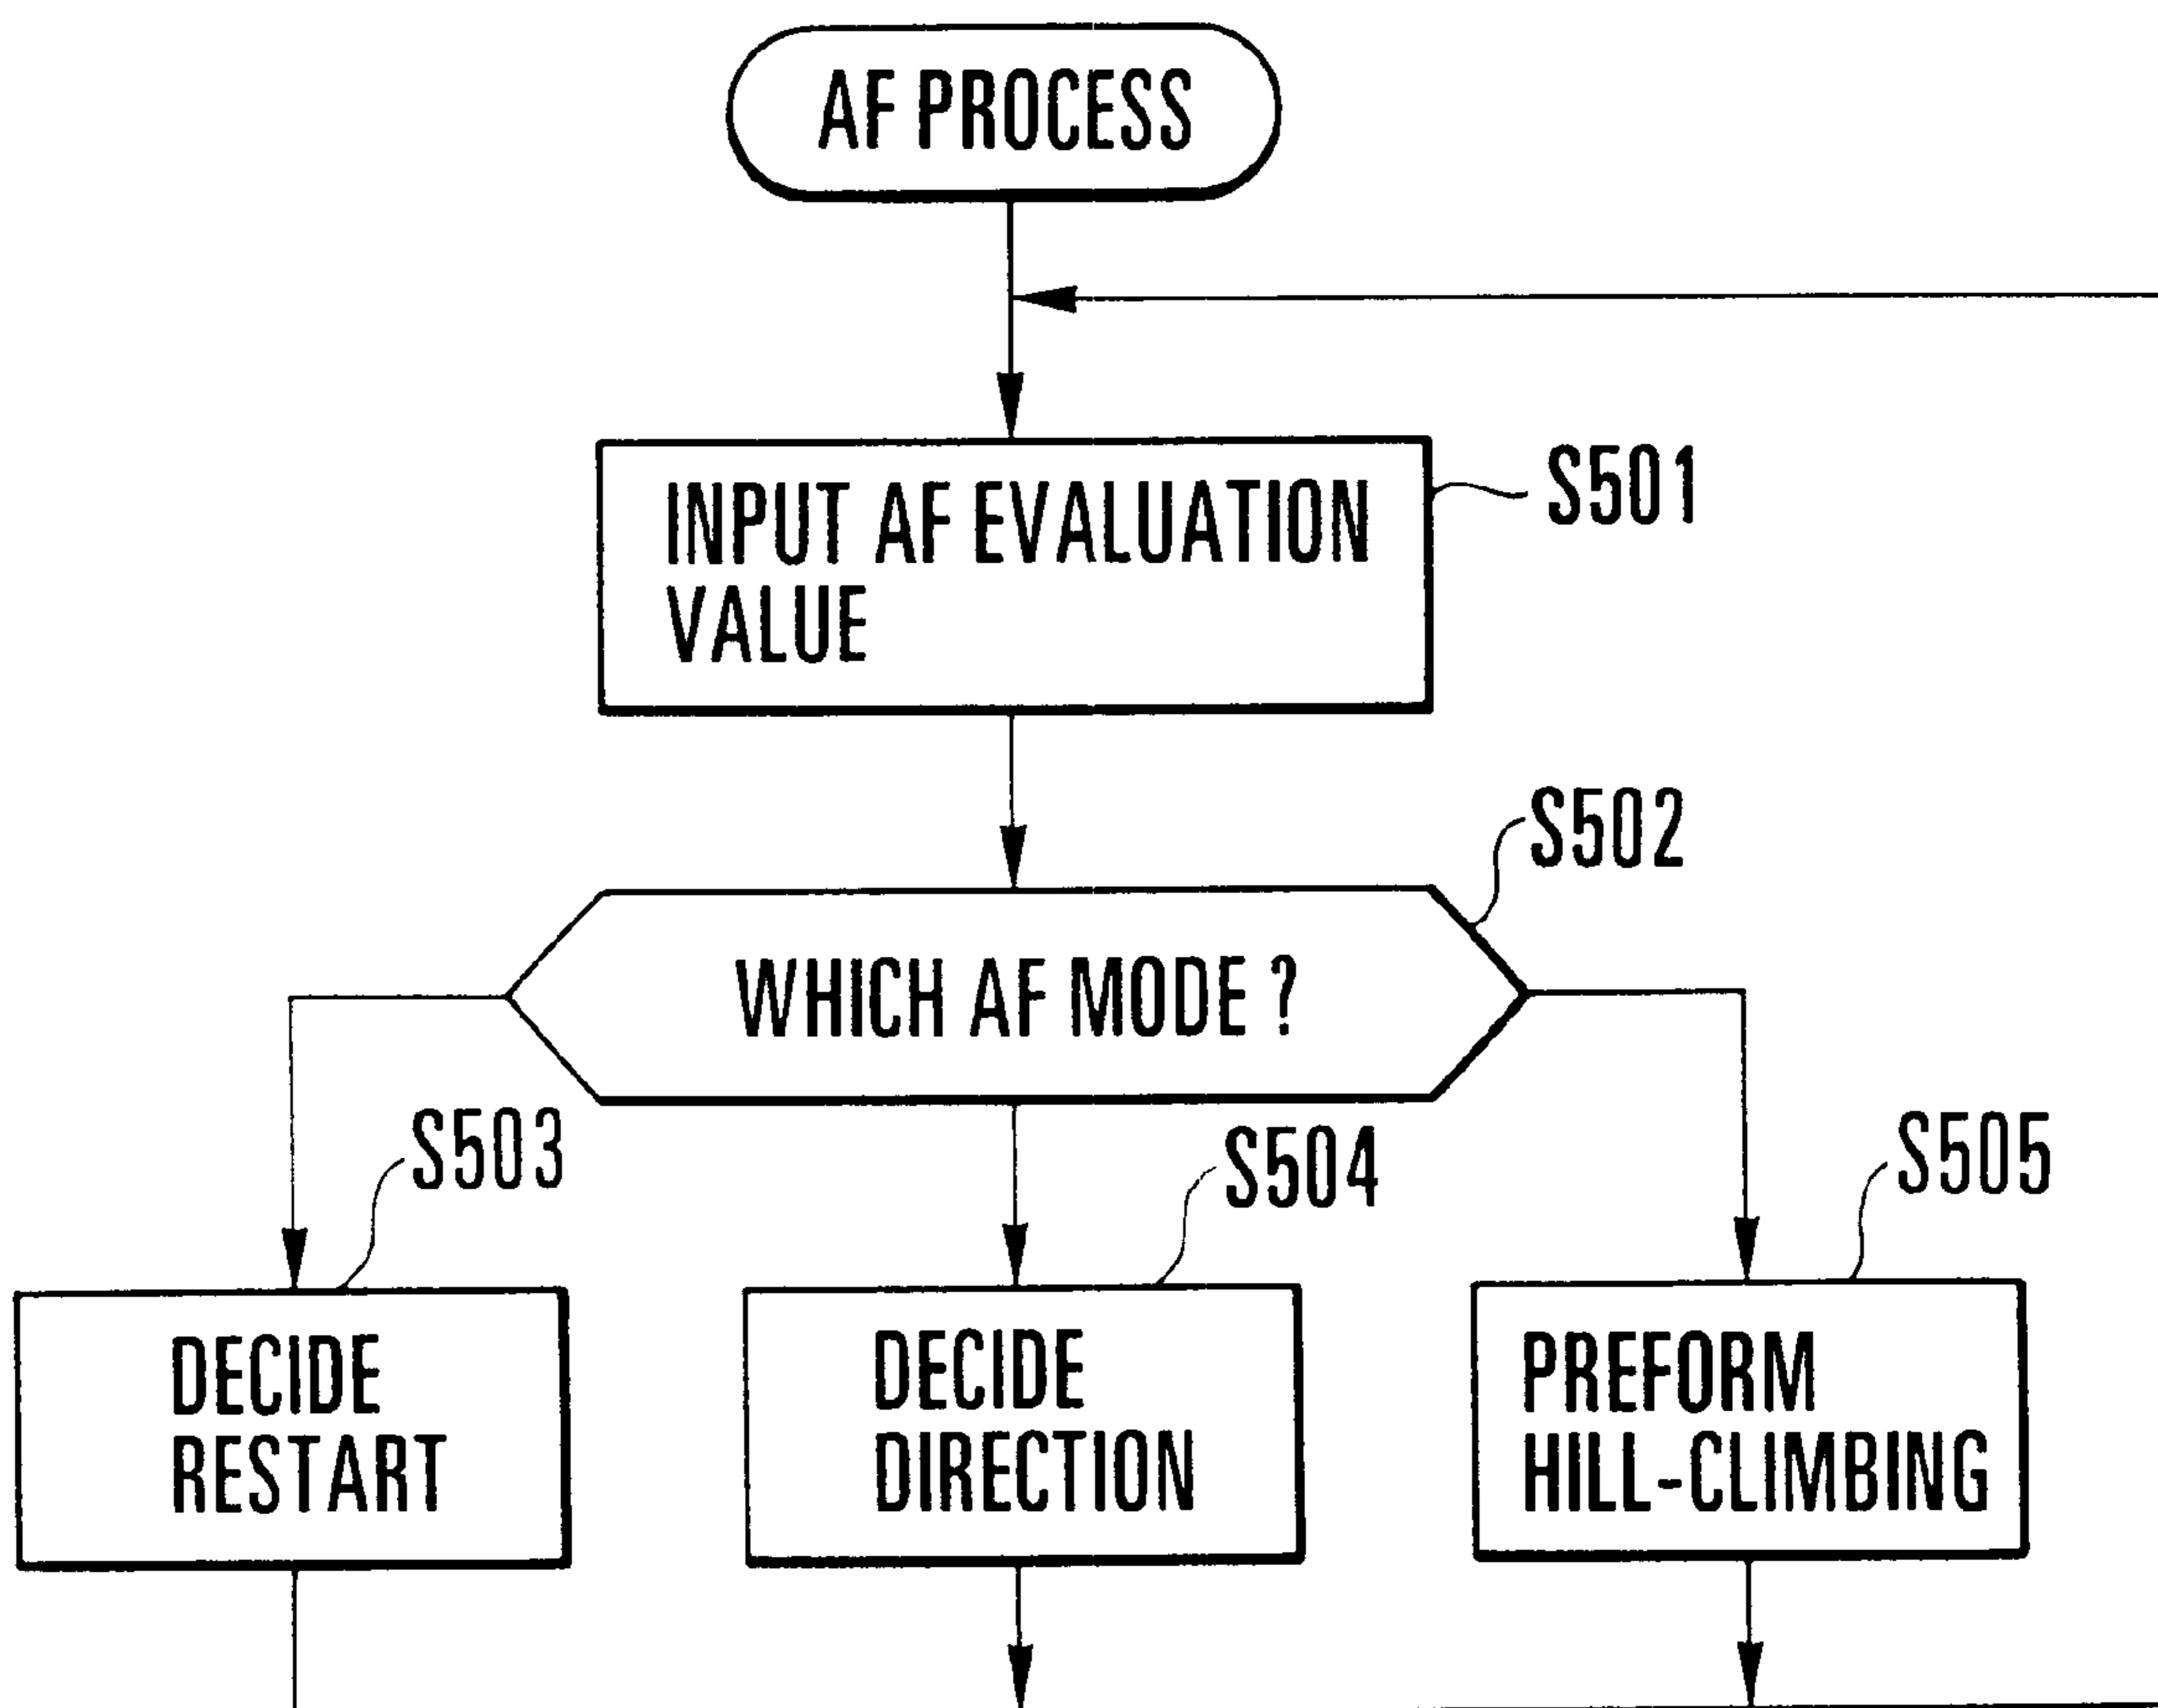 AF PROCESS
INPUT AF EVALUATION
VALUE
S501
S502
WHICH AF MODE ?
S503
S504
S505
DECIDE
RESTART
DECIDE
DIRECTION
PREFORM
HILL-CLIMBING